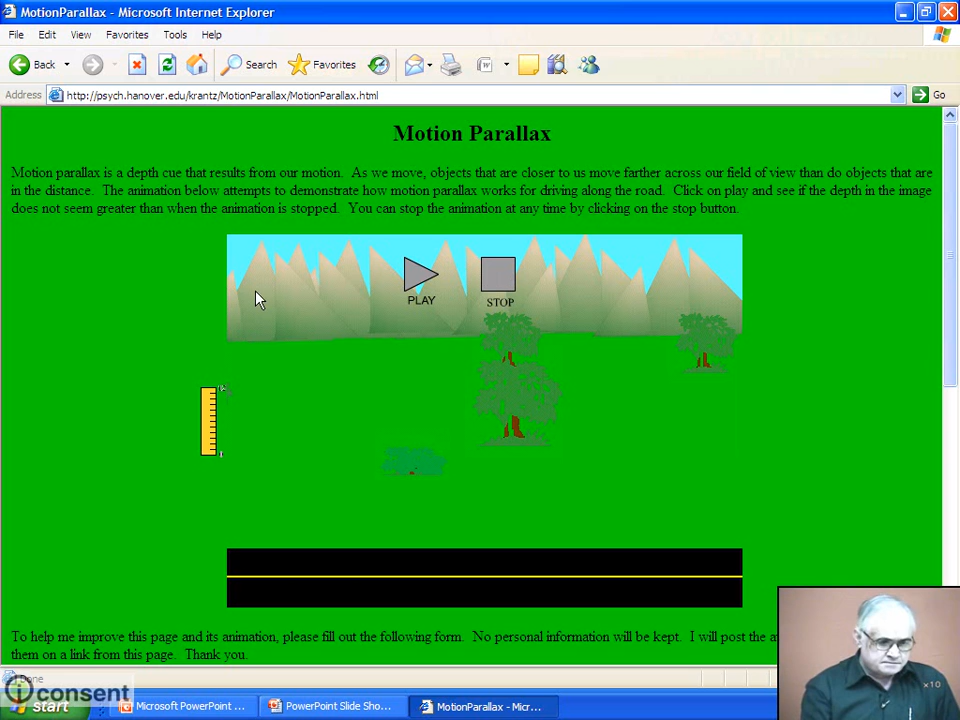 MotionParallax - Microsoft Internet Explorer
File Edit View Favorites Tools Help
Back Search Favorites
Address http://psych.hanover.edu/krantz/MotionParallax/MotionParallax.html Go
Motion Parallax
Motion parallax is a depth cue that results from our motion. As we move, objects that are closer to us move farther across our field of view than do objects that are
in the distance. The animation below attempts to demonstrate how motion parallax works for driving along the road. Click on play and see if the depth in the image
does not seem greater than when the animation is stopped. You can stop the animation at any time by clicking on the stop button.
PLAY STOP
To help me improve this page and its animation, please fill out the following form. No personal information will be kept. I will post the
them on a link from this page. Thank you.
Done
consent
x10
start Microsoft PowerPoint ... PowerPoint Slide Sho... MotionParallax - Micr...